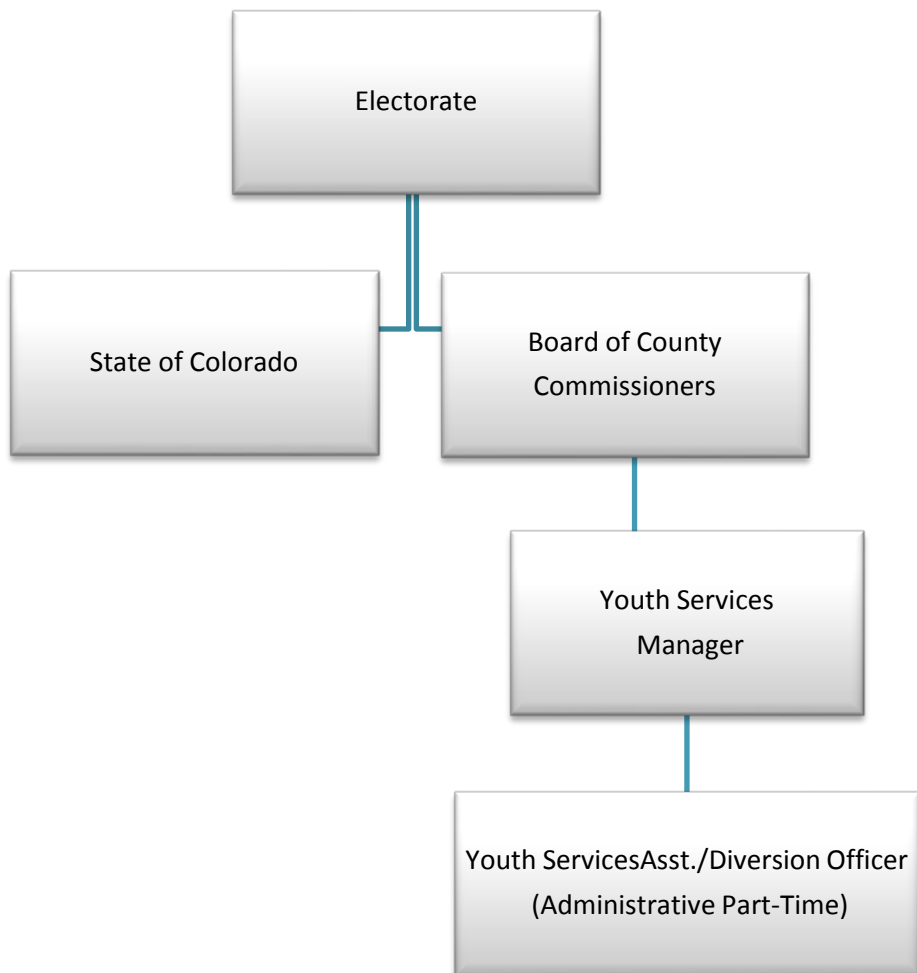 Electorate
State of Colorado
Board of County
Commissioners
Youth Services
Manager
Youth ServicesAsst./Diversion Officer
(Administrative Part-Time)